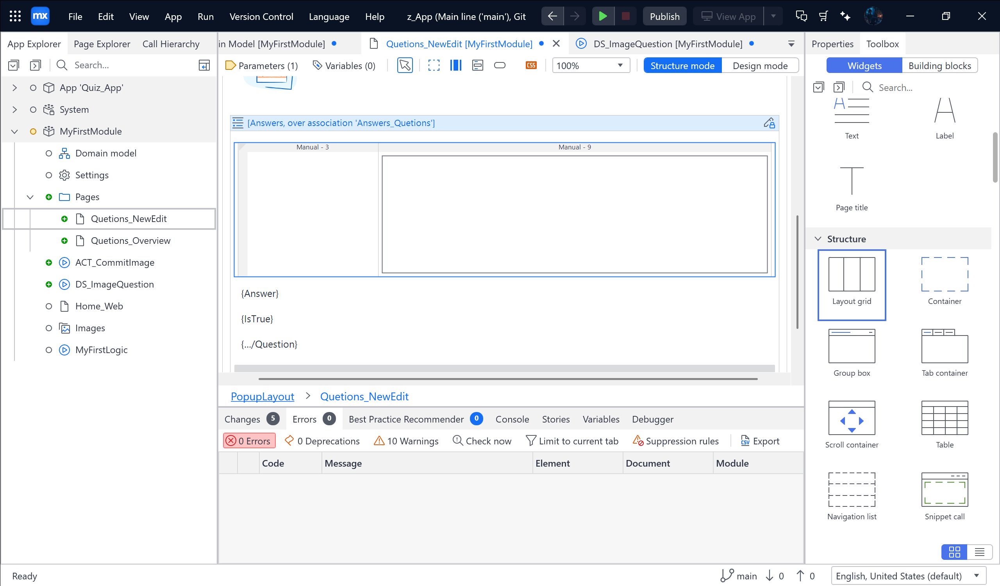 mx File Edit View App Run Version Control Language Help z_App (Main line ('main'), Git Publish View App
App Explorer Page Explorer Call Hierarchy
in Model [MyFirstModule] Quetions_NewEdit [MyFirstModule] DS_ImageQuestion [MyFirstModule]
Properties Toolbox
Search...
Parameters (1) Variables (0) CSS 100% Structure mode Design mode
Widgets Building blocks
Search...
App 'Quiz_App'
System
MyFirstModule
Domain model
Settings
Pages
Quetions_NewEdit
Quetions_Overview
ACT_CommitImage
DS_ImageQuestion
Home_Web
Images
MyFirstLogic
[Answers, over association 'Answers_Quetions']
Manual - 3 Manual - 9
{Answer}
{IsTrue}
{.../Question}
PopupLayout > Quetions_NewEdit
Changes 5 Errors 0 Best Practice Recommender 0 Console Stories Variables Debugger
0 Errors 0 Deprecations 10 Warnings Check now Limit to current tab Suppression rules CSV Export
Code Message Element Document Module
Text Label
Page title
Structure
Layout grid Container
Group box Tab container
Scroll container Table
Navigation list Snippet call
Ready main 0 0 English, United States (default)